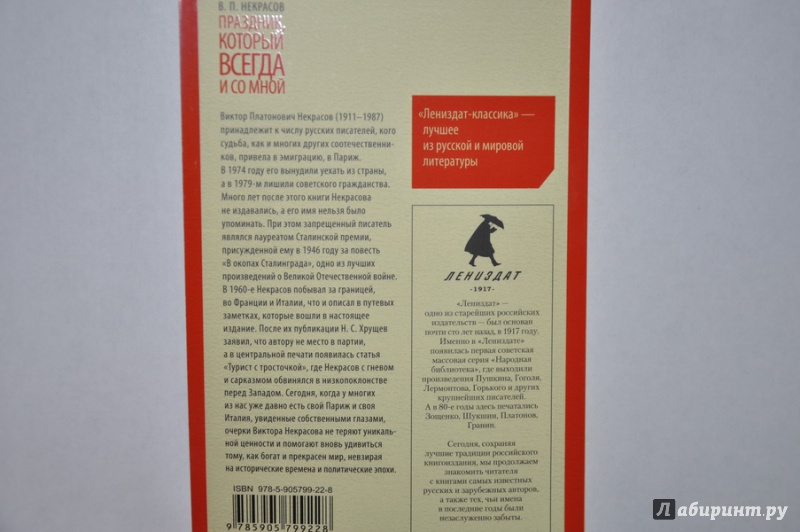 В. П. НЕКРАСОВ
ПРАЗДНИК,
КОТОРЫЙ
ВСЕГДА
И СО МНОЙ
Виктор Платонович Некрасов (1911–1987)
принадлежит к числу русских писателей, кого
судьба, как и многих других соотечественни-
ков, привела в эмиграцию, в Париж.
В 1974 году его вынудили уехать из страны,
а в 1979-м лишили советского гражданства.
Много лет после этого книги Некрасова
не издавались, а его имя нельзя было
упоминать. При этом запрещенный писатель
являлся лауреатом Сталинской премии,
присужденной ему в 1946 году за повесть
«В окопах Сталинграда», одно из лучших
произведений о Великой Отечественной войне.
В 1960-е Некрасов побывал за границей,
во Франции и Италии, что и описал в путевых
заметках, которые вошли в настоящее
издание. После их публикации Н. С. Хрущев
заявил, что автору не место в партии,
а в центральной печати появилась статья
«Турист с тросточкой», где Некрасов с гневом
и сарказмом обвинялся в низкопоклонстве
перед Западом. Сегодня, когда у многих
из нас уже давно есть свой Париж и своя
Италия, увиденные собственными глазами,
очерки Виктора Некрасова не теряют уникаль-
ной ценности и помогают вновь удивиться
тому, как богат и прекрасен мир, невзирая
на исторические времена и политические эпохи.
ISBN 978-5-905799-22-8
9 785905 799228
«Лениздат-классика» —
лучшее
из русской и мировой
литературы
ЛЕНИЗДАТ
-1917-
«Лениздат» —
одно из старейших российских
издательств — был основан
почти сто лет назад, в 1917 году.
Именно в «Лениздате»
появилась первая советская
массовая серия «Народная
библиотека», где выходили
произведения Пушкина, Гоголя,
Лермонтова, Горького и других
крупнейших писателей.
А в 80-е годы здесь печатались
Зощенко, Шукшин, Платонов,
Гранин.
Сегодня, сохраняя
лучшие традиции российского
книгоиздания, мы продолжаем
знакомить читателя
с книгами самых известных
русских и зарубежных авторов,
а также тех, чьи имена
в последние годы были
незаслуженно забыты.
Лабиринт.ру